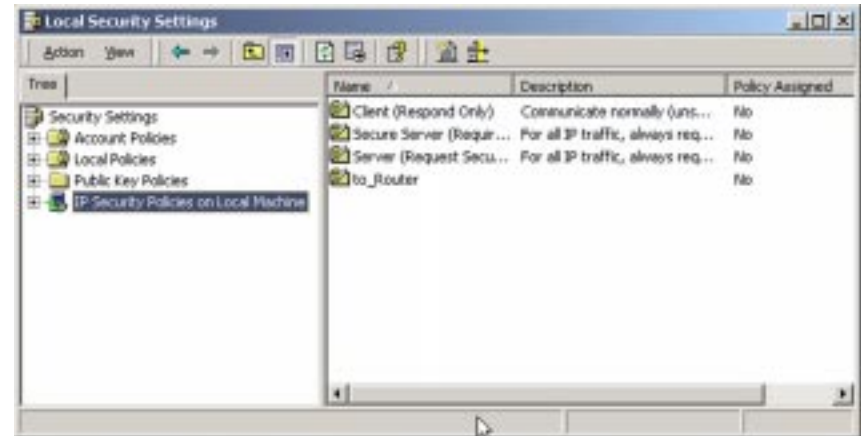 Local Security Settings
Action View
Tree
Name Description Policy Assigned
Security Settings
Account Policies
Local Policies
Public Key Policies
IP Security Policies on Local Machine
Client (Respond Only) Communicate normally (uns... No
Secure Server (Requir... For all IP traffic, always req... No
Server (Request Secu... For all IP traffic, always req... No
to_Router No